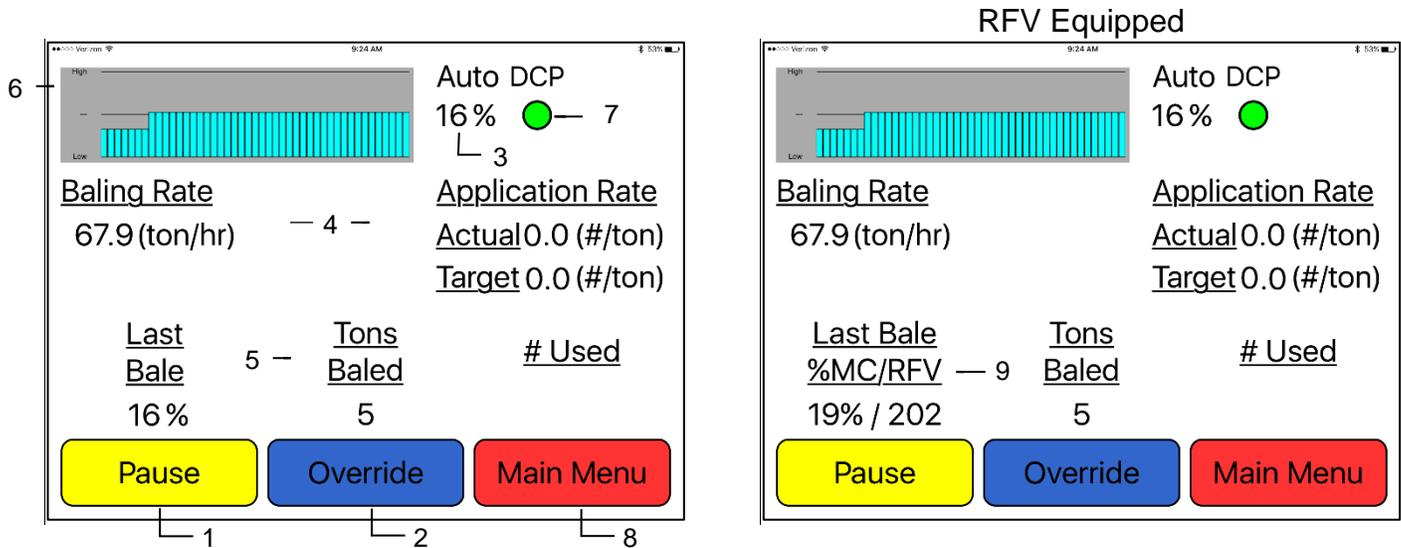 RFV Equipped
Verizon 9:24 AM 53%
High
Low
6
Auto DCP
16 % 7
3
Baling Rate
67.9 (ton/hr)
4
Application Rate
Actual 0.0 (#/ton)
Target 0.0 (#/ton)
Last
Bale
16 %
5
Tons
Baled
5
# Used
Pause Override Main Menu
1 2 8
Verizon 9:24 AM 53%
High
Low
Auto DCP
16 %
Baling Rate
67.9 (ton/hr)
Application Rate
Actual 0.0 (#/ton)
Target 0.0 (#/ton)
Last Bale
%MC/RFV
19% / 202
9
Tons
Baled
5
# Used
Pause Override Main Menu